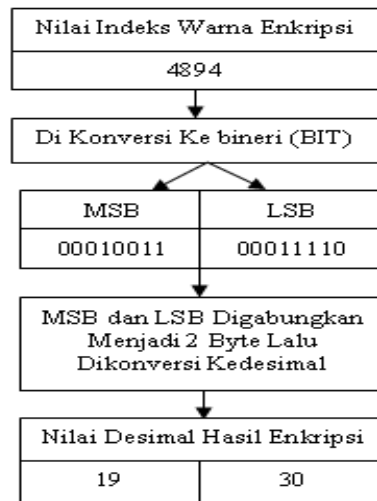 Nilai Indeks Warna Enkripsi
4894
Di Konversi Ke bineri (BIT)
MSB LSB
00010011 00011110
MSB dan LSB Digabungkan
Menjadi 2 Byte Lalu
Dikonversi Kedesimal
Nilai Desimal Hasil Enkripsi
19 30